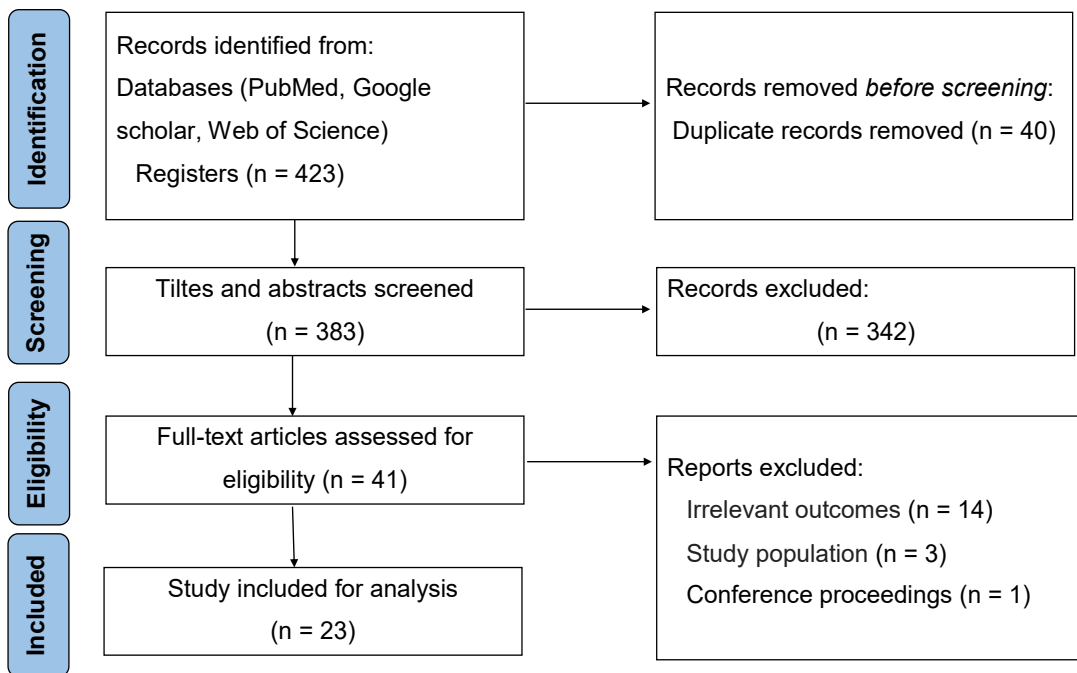 Identification
Records identified from:
Databases (PubMed, Google
scholar, Web of Science)
Registers (n = 423)
Records removed before screening:
Duplicate records removed (n = 40)
Screening
Tiltes and abstracts screened
(n = 383)
Records excluded:
(n = 342)
Eligibility
Full-text articles assessed for
eligibility (n = 41)
Reports excluded:
Irrelevant outcomes (n = 14)
Study population (n = 3)
Conference proceedings (n = 1)
Included
Study included for analysis
(n = 23)